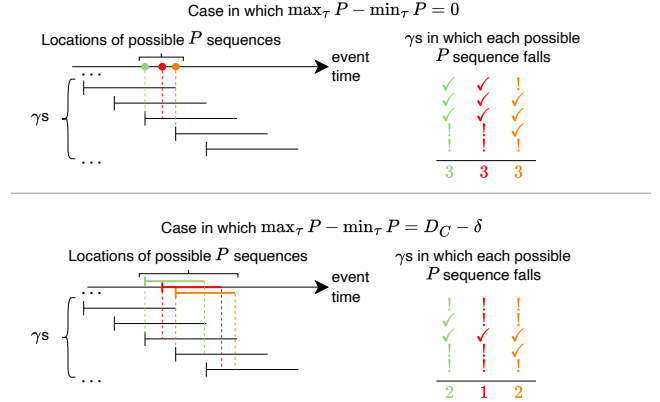 Case in which max_τ P − min_τ P = 0
Locations of possible P sequences
event
time
γs in which each possible
P sequence falls
...
γs
...
✓ ✓ !
✓ ✓ ✓
✓ ✓ ✓
! ! ✓
! ! !
3 3 3
Case in which max_τ P − min_τ P = D_C − δ
Locations of possible P sequences
event
time
γs in which each possible
P sequence falls
...
γs
...
! ! !
✓ ! !
✓ ✓ ✓
! ! ✓
! ! !
2 1 2